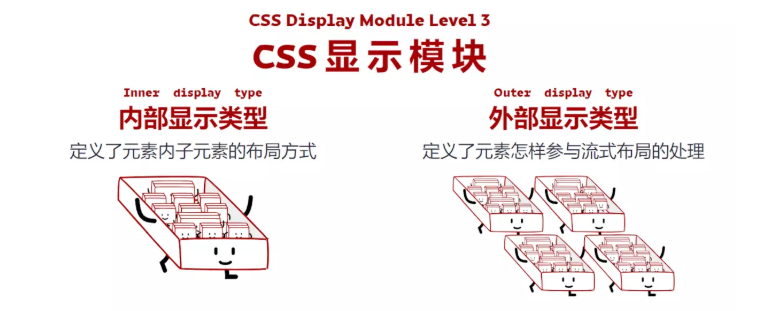 CSS Display Module Level 3
CSS 显示模块
Inner display type
内部显示类型
定义了元素内子元素的布局方式
Outer display type
外部显示类型
定义了元素怎样参与流式布局的处理